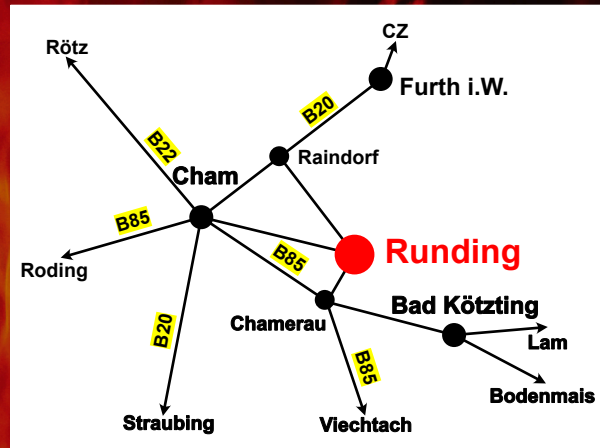 CZ
Rötz
Furth i.W.
B20
B22
Raindorf
Cham
B85
Runding
B85
Roding
Bad Kötzting
Chamerau
B20
Lam
B85
Bodenmais
Straubing
Viechtach